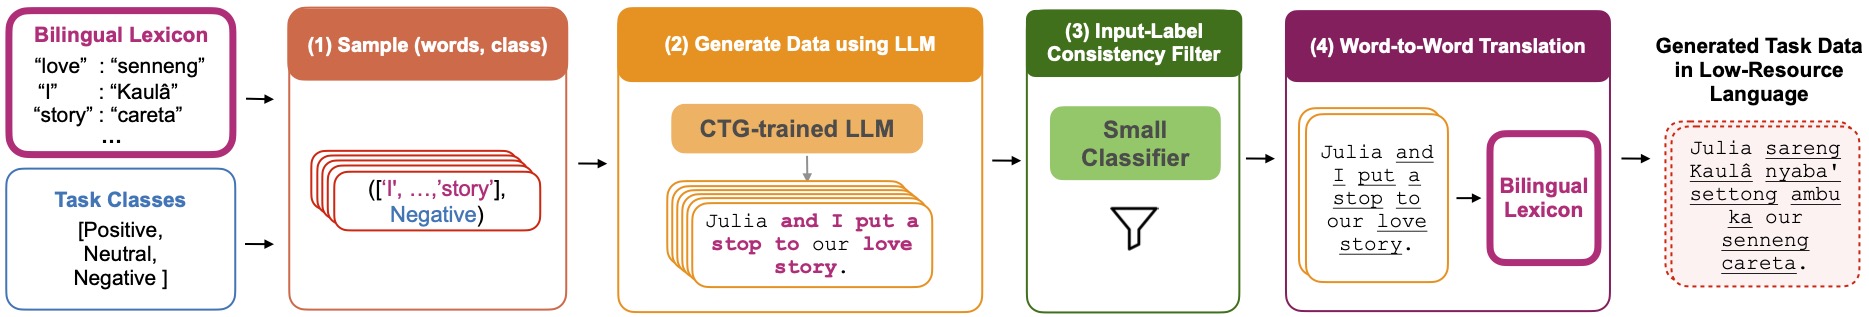 Bilingual Lexicon
“love” : “senneng”
“I” : “Kaulâ”
“story” : “careta”
...
Task Classes
[Positive,
Neutral,
Negative ]
(1) Sample (words, class)
(['I', ...,'story'],
Negative)
(2) Generate Data using LLM
CTG-trained LLM
Julia and I put a
stop to our love
story.
(3) Input-Label
Consistency Filter
Small
Classifier
(4) Word-to-Word Translation
Julia and
I put a
stop to
our love
story.
Bilingual
Lexicon
Generated Task Data
in Low-Resource
Language
Julia sareng
Kaulâ nyaba'
settong ambu
ka our
senneng
careta.